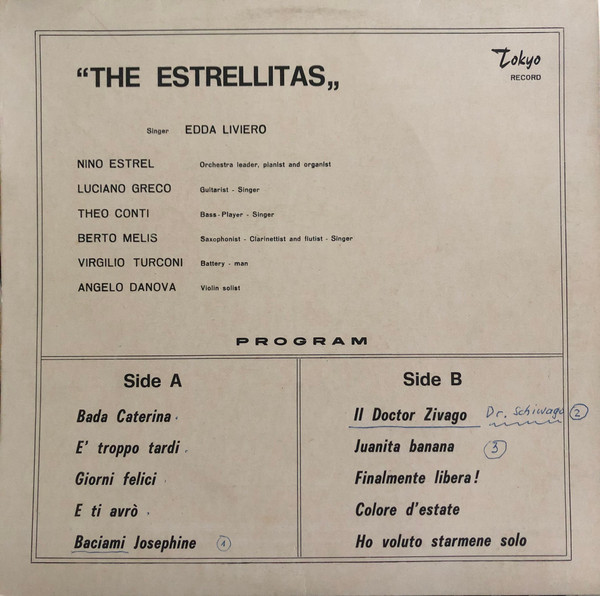 Tokyo
RECORD
“THE ESTRELLITAS„
Singer EDDA LIVIERO
NINO ESTREL Orchestra leader, pianist and organist
LUCIANO GRECO Guitarist - Singer
THEO CONTI Bass-Player - Singer
BERTO MELIS Saxophonist - Clarinettist and flutist - Singer
VIRGILIO TURCONI Battery - man
ANGELO DANOVA Violin solist
PROGRAM
Side A
Bada Caterina
E' troppo tardi
Giorni felici
E ti avrò
Baciami Josephine 1
Side B
Il Doctor Zivago Dr. Schiwago 2
Juanita banana 3
Finalmente libera!
Colore d'estate
Ho voluto starmene solo